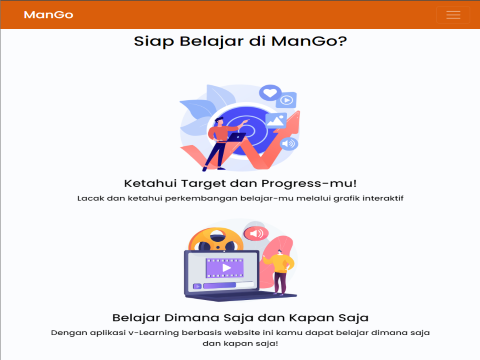 ManGo
Siap Belajar di ManGo?
Ketahui Target dan Progress-mu!
Lacak dan ketahui perkembangan belajar-mu melalui grafik interaktif
Belajar Dimana Saja dan Kapan Saja
Dengan aplikasi v-Learning berbasis website ini kamu dapat belajar dimana saja
dan kapan saja!